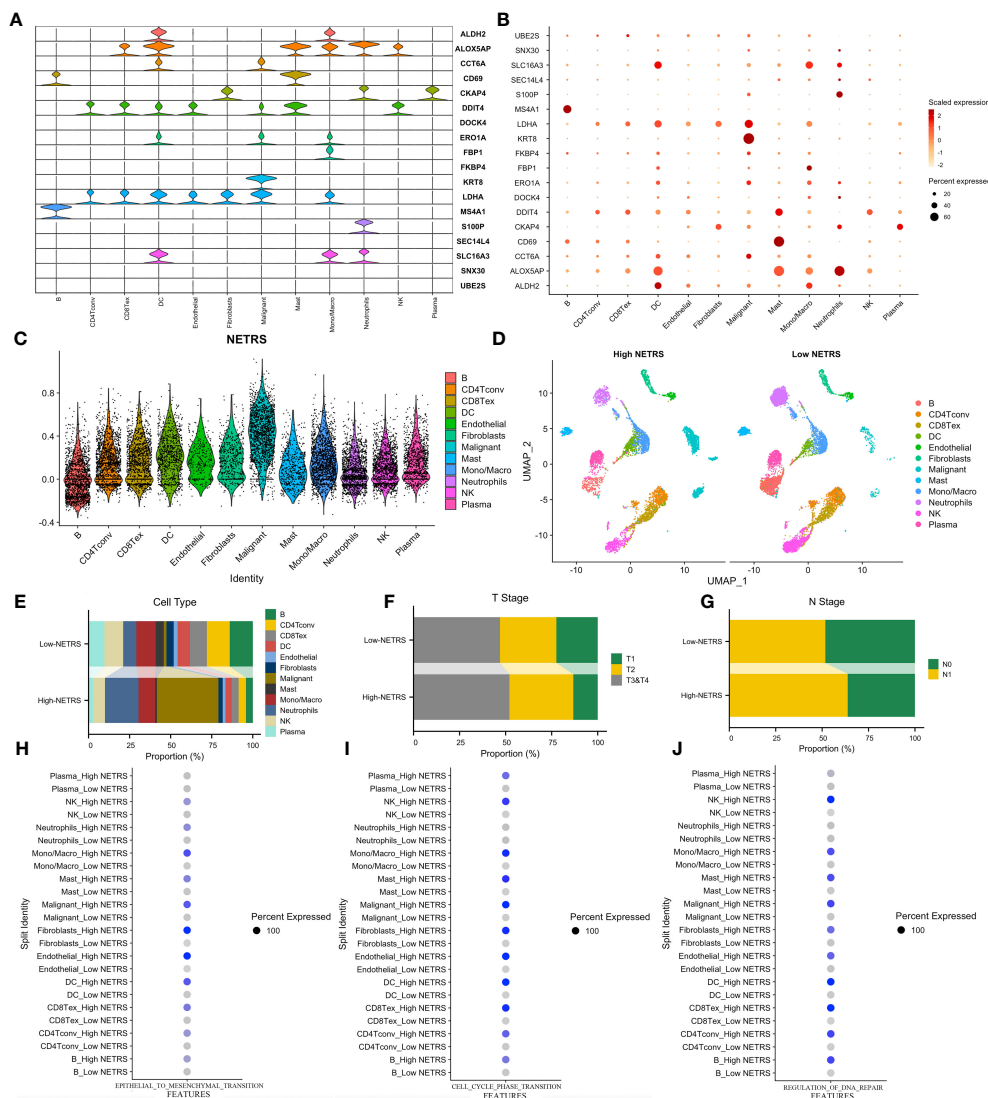 A
ALDH2
ALOX5AP
CCT6A
CD69
CKAP4
DDIT4
DOCK4
ERO1A
FBP1
FKBP4
KRT8
LDHA
MS4A1
S100P
SEC14L4
SLC16A3
SNX30
UBE2S
B
CD4Tconv
CD8Tex
DC
Endothelial
Fibroblasts
Malignant
Mast
Mono/Macro
Neutrophils
NK
Plasma
B
UBE2S
SNX30
SLC16A3
SEC14L4
S100P
MS4A1
LDHA
KRT8
FKBP4
FBP1
ERO1A
DOCK4
DDIT4
CKAP4
CD69
CCT6A
ALOX5AP
ALDH2
B
CD4Tconv
CD8Tex
DC
Endothelial
Fibroblasts
Malignant
Mast
Mono/Macro
Neutrophils
NK
Plasma
Scaled expression
2
1
0
-1
-2
Percent expressed
20
40
60
C
NETRS
0.8
0.4
0.0
-0.4
B
CD4Tconv
CD8Tex
DC
Endothelial
Fibroblasts
Malignant
Mast
Mono/Macro
Neutrophils
NK
Plasma
Identity
B
CD4Tconv
CD8Tex
DC
Endothelial
Fibroblasts
Malignant
Mast
Mono/Macro
Neutrophils
NK
Plasma
D
High NETRS
Low NETRS
UMAP_2
10
5
0
-5
-10
-10
0
10
-10
0
10
UMAP_1
B
CD4Tconv
CD8Tex
DC
Endothelial
Fibroblasts
Malignant
Mast
Mono/Macro
Neutrophils
NK
Plasma
E
Cell Type
Low-NETRS
High-NETRS
0
25
50
75
100
Proportion (%)
B
CD4Tconv
CD8Tex
DC
Endothelial
Fibroblasts
Malignant
Mast
Mono/Macro
Neutrophils
NK
Plasma
F
T Stage
Low-NETRS
High-NETRS
0
25
50
75
100
Proportion (%)
T1
T2
T3&T4
G
N Stage
Low-NETRS
High-NETRS
0
25
50
75
100
Proportion (%)
N0
N1
H
Split Identity
Plasma_High NETRS
Plasma_Low NETRS
NK_High NETRS
NK_Low NETRS
Neutrophils_High NETRS
Neutrophils_Low NETRS
Mono/Macro_High NETRS
Mono/Macro_Low NETRS
Mast_High NETRS
Mast_Low NETRS
Malignant_High NETRS
Malignant_Low NETRS
Fibroblasts_High NETRS
Fibroblasts_Low NETRS
Endothelial_High NETRS
Endothelial_Low NETRS
DC_High NETRS
DC_Low NETRS
CD8Tex_High NETRS
CD8Tex_Low NETRS
CD4Tconv_High NETRS
CD4Tconv_Low NETRS
B_High NETRS
B_Low NETRS
EPITHELIAL_TO_MESENCHYMAL_TRANSITION
FEATURES
Percent Expressed
100
I
Split Identity
Plasma_High NETRS
Plasma_Low NETRS
NK_High NETRS
NK_Low NETRS
Neutrophils_High NETRS
Neutrophils_Low NETRS
Mono/Macro_High NETRS
Mono/Macro_Low NETRS
Mast_High NETRS
Mast_Low NETRS
Malignant_High NETRS
Malignant_Low NETRS
Fibroblasts_High NETRS
Fibroblasts_Low NETRS
Endothelial_High NETRS
Endothelial_Low NETRS
DC_High NETRS
DC_Low NETRS
CD8Tex_High NETRS
CD8Tex_Low NETRS
CD4Tconv_High NETRS
CD4Tconv_Low NETRS
B_High NETRS
B_Low NETRS
CELL_CYCLE_PHASE_TRANSITION
FEATURES
Percent Expressed
100
J
Split Identity
Plasma_High NETRS
Plasma_Low NETRS
NK_High NETRS
NK_Low NETRS
Neutrophils_High NETRS
Neutrophils_Low NETRS
Mono/Macro_High NETRS
Mono/Macro_Low NETRS
Mast_High NETRS
Mast_Low NETRS
Malignant_High NETRS
Malignant_Low NETRS
Fibroblasts_High NETRS
Fibroblasts_Low NETRS
Endothelial_High NETRS
Endothelial_Low NETRS
DC_High NETRS
DC_Low NETRS
CD8Tex_High NETRS
CD8Tex_Low NETRS
CD4Tconv_High NETRS
CD4Tconv_Low NETRS
B_High NETRS
B_Low NETRS
REGULATION_OF_DNA_REPAIR
FEATURES
Percent Expressed
100